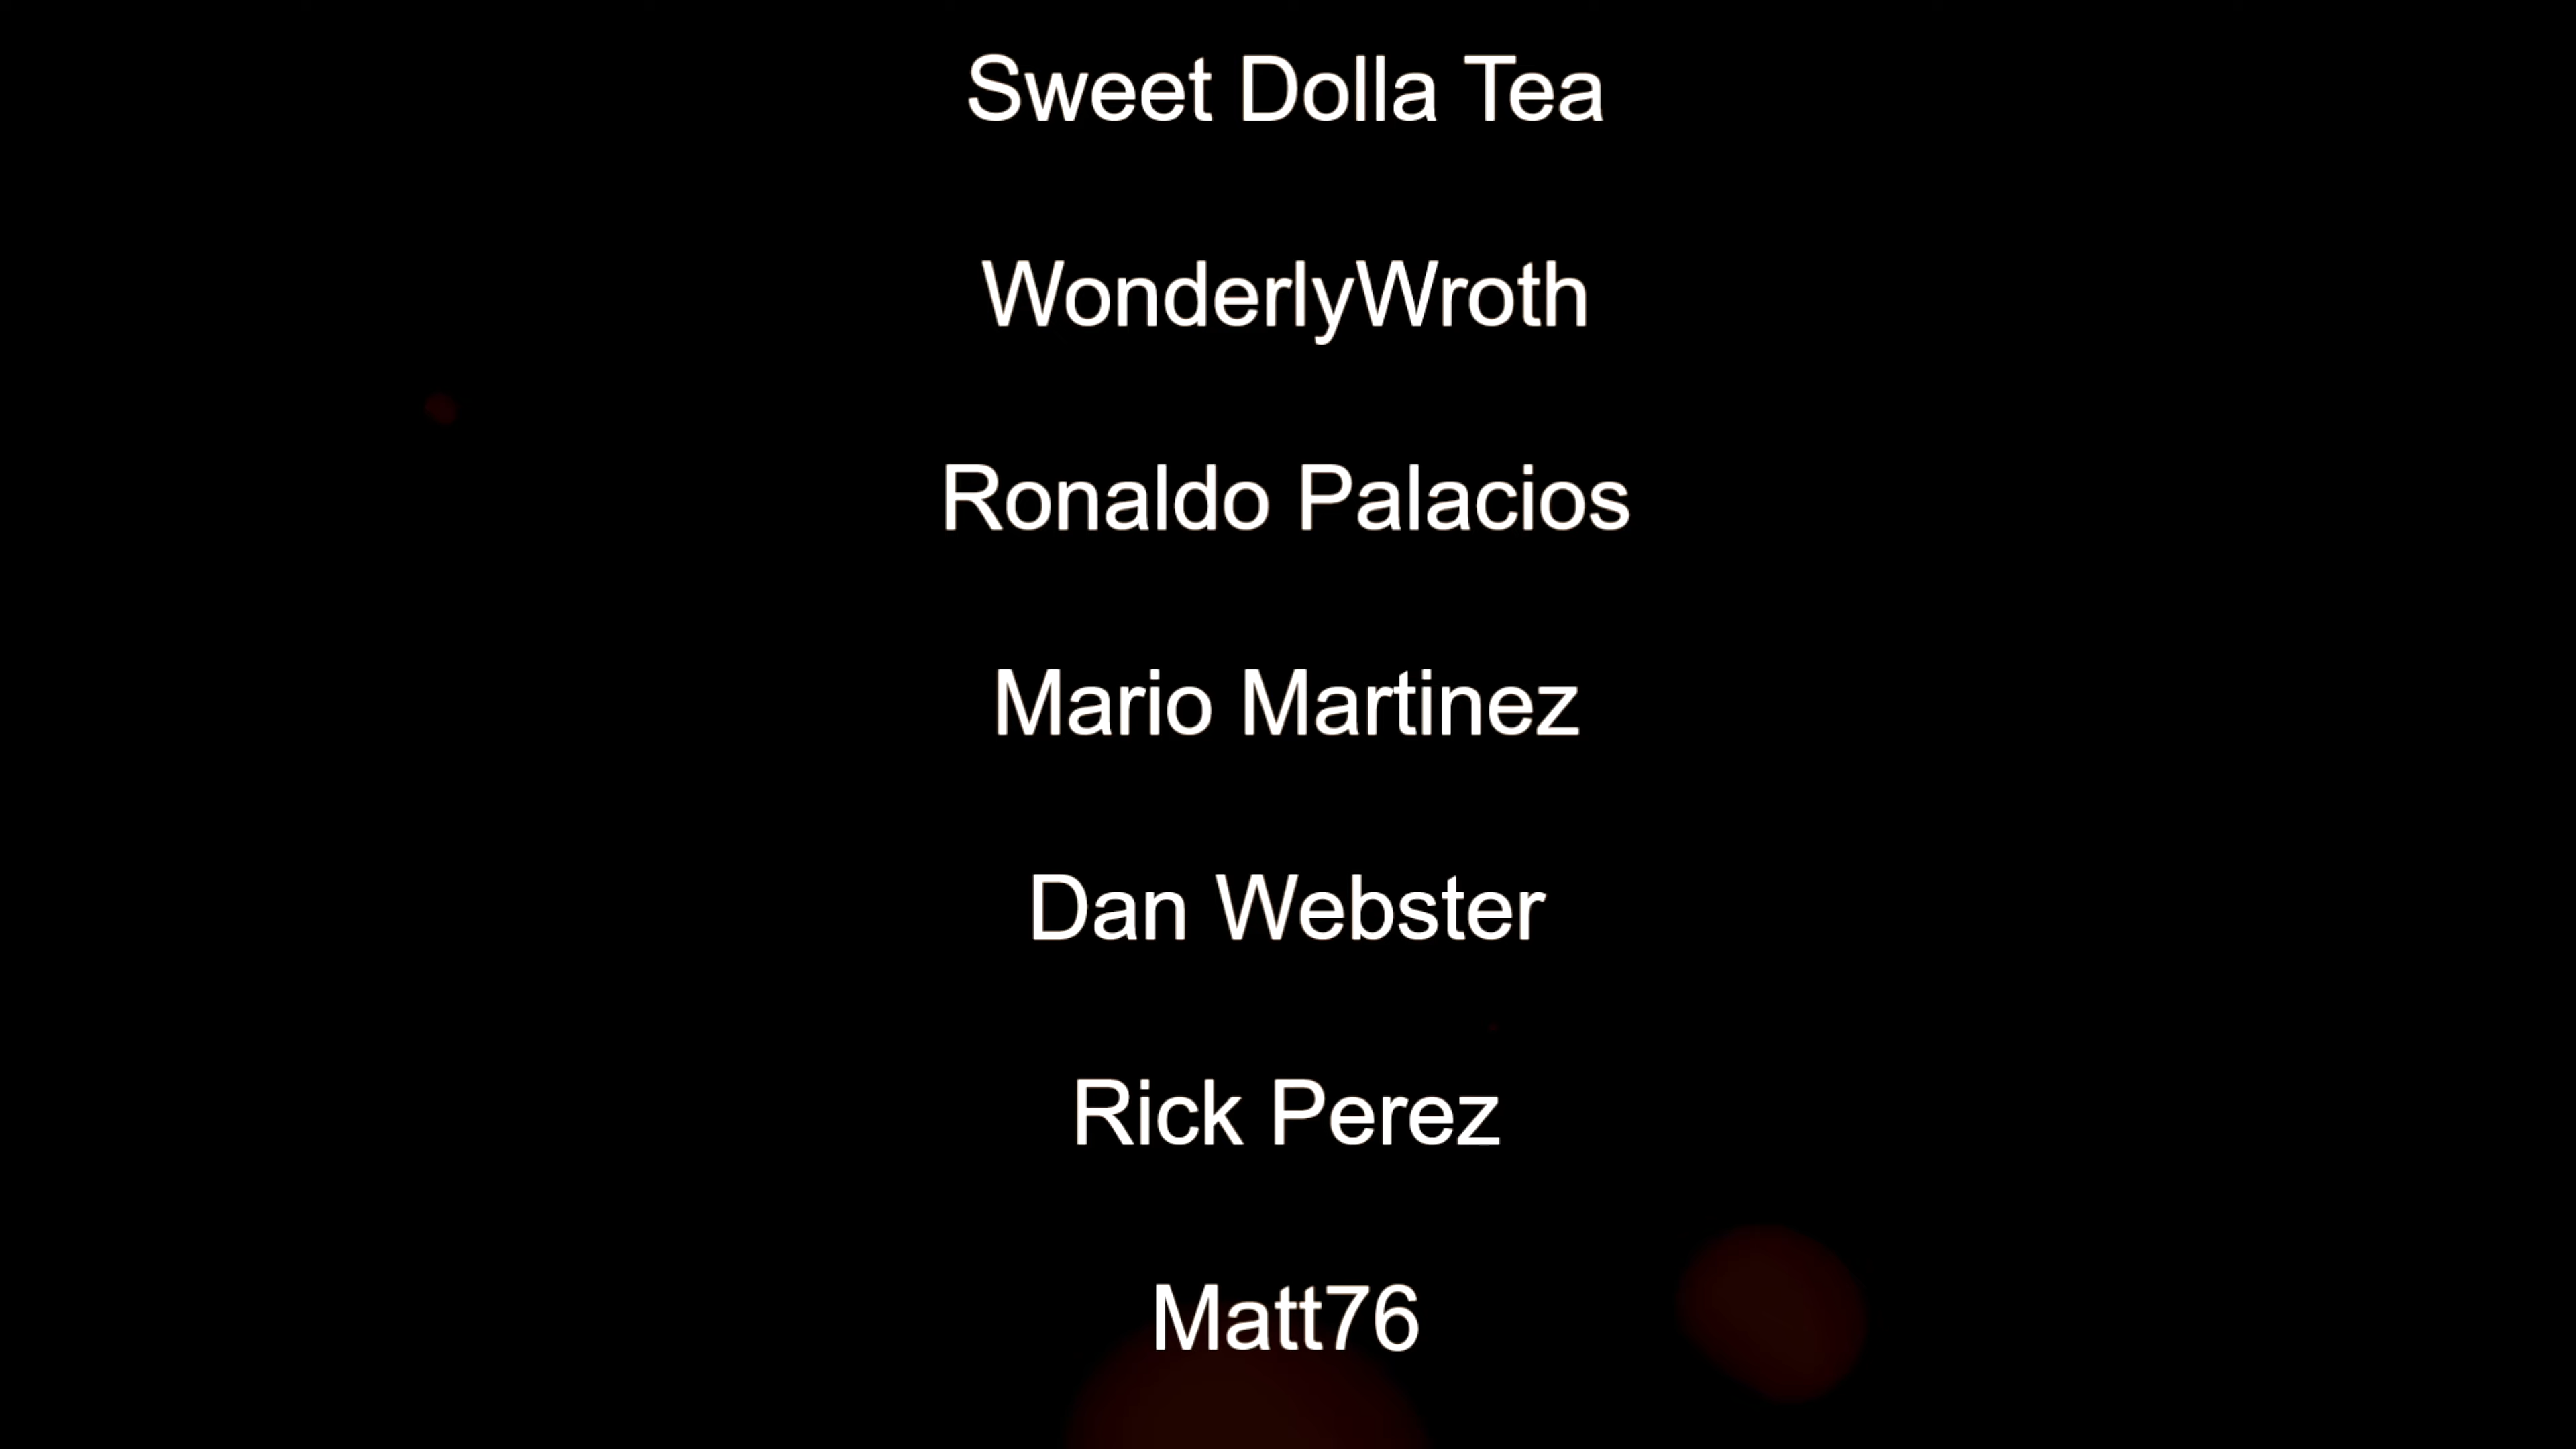 Sweet Dolla Tea
WonderlyWroth
Ronaldo Palacios
Mario Martinez
Dan Webster
Rick Perez
Matt76